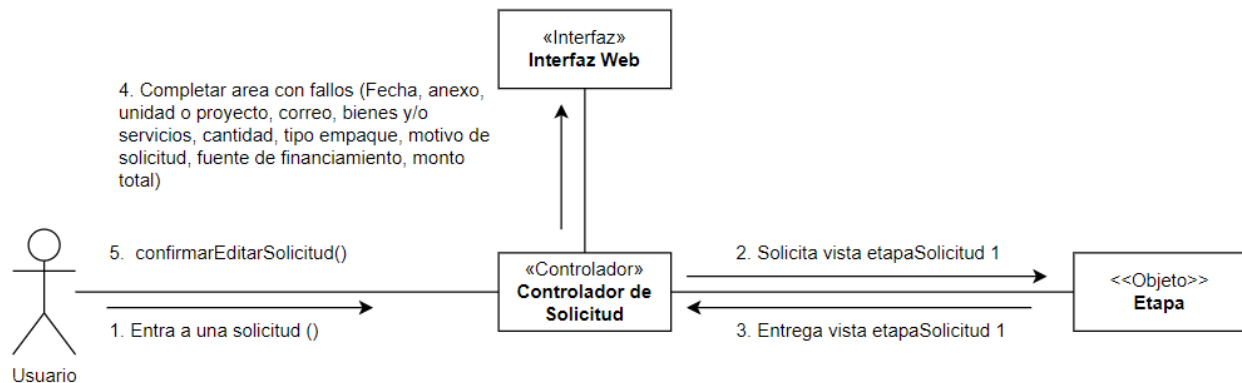 «Interfaz»
Interfaz Web
4. Completar area con fallos (Fecha, anexo,
unidad o proyecto, correo, bienes y/o
servicios, cantidad, tipo empaque, motivo de
solicitud, fuente de financiamiento, monto
total)
5.  confirmarEditarSolicitud()
1. Entra a una solicitud ()
Usuario
«Controlador»
Controlador de
Solicitud
2. Solicita vista etapaSolicitud 1
3. Entrega vista etapaSolicitud 1
<<Objeto>>
Etapa